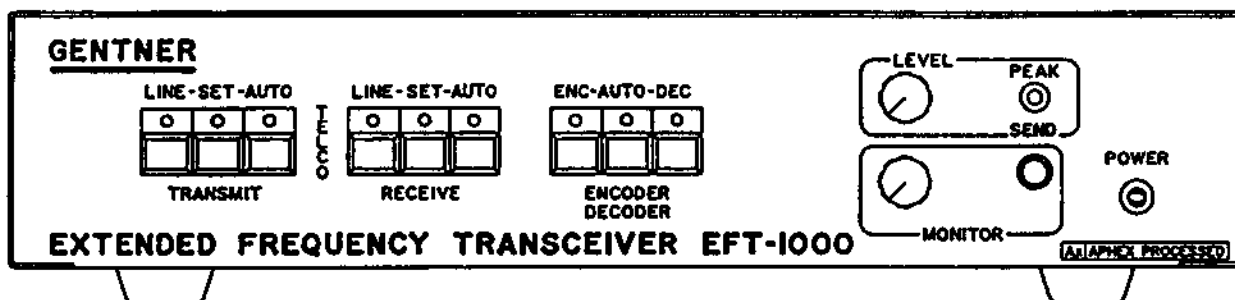 GENTNER
LINE-SET-AUTO
TELCO
LINE-SET-AUTO
ENC-AUTO-DEC
LEVEL
PEAK
SEND
TRANSMIT
RECEIVE
ENCODER
DECODER
POWER
MONITOR
EXTENDED FREQUENCY TRANSCEIVER EFT-1000
Ax APHEX PROCESSED